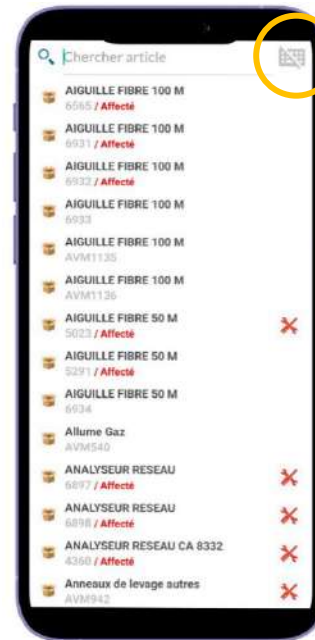 Chercher article
AIGUILLE FIBRE 100 M
6565 / Affecté
AIGUILLE FIBRE 100 M
6931 / Affecté
AIGUILLE FIBRE 100 M
6932 / Affecté
AIGUILLE FIBRE 100 M
6933
AIGUILLE FIBRE 100 M
AVM1135
AIGUILLE FIBRE 100 M
AVM1136
AIGUILLE FIBRE 50 M
5023 / Affecté
AIGUILLE FIBRE 50 M
5291 / Affecté
AIGUILLE FIBRE 50 M
6934
Allume Gaz
AVM540
ANALYSEUR RESEAU
6897 / Affecté
ANALYSEUR RESEAU
6898 / Affecté
ANALYSEUR RESEAU CA 8332
4360 / Affecté
Anneaux de levage autres
AVM942